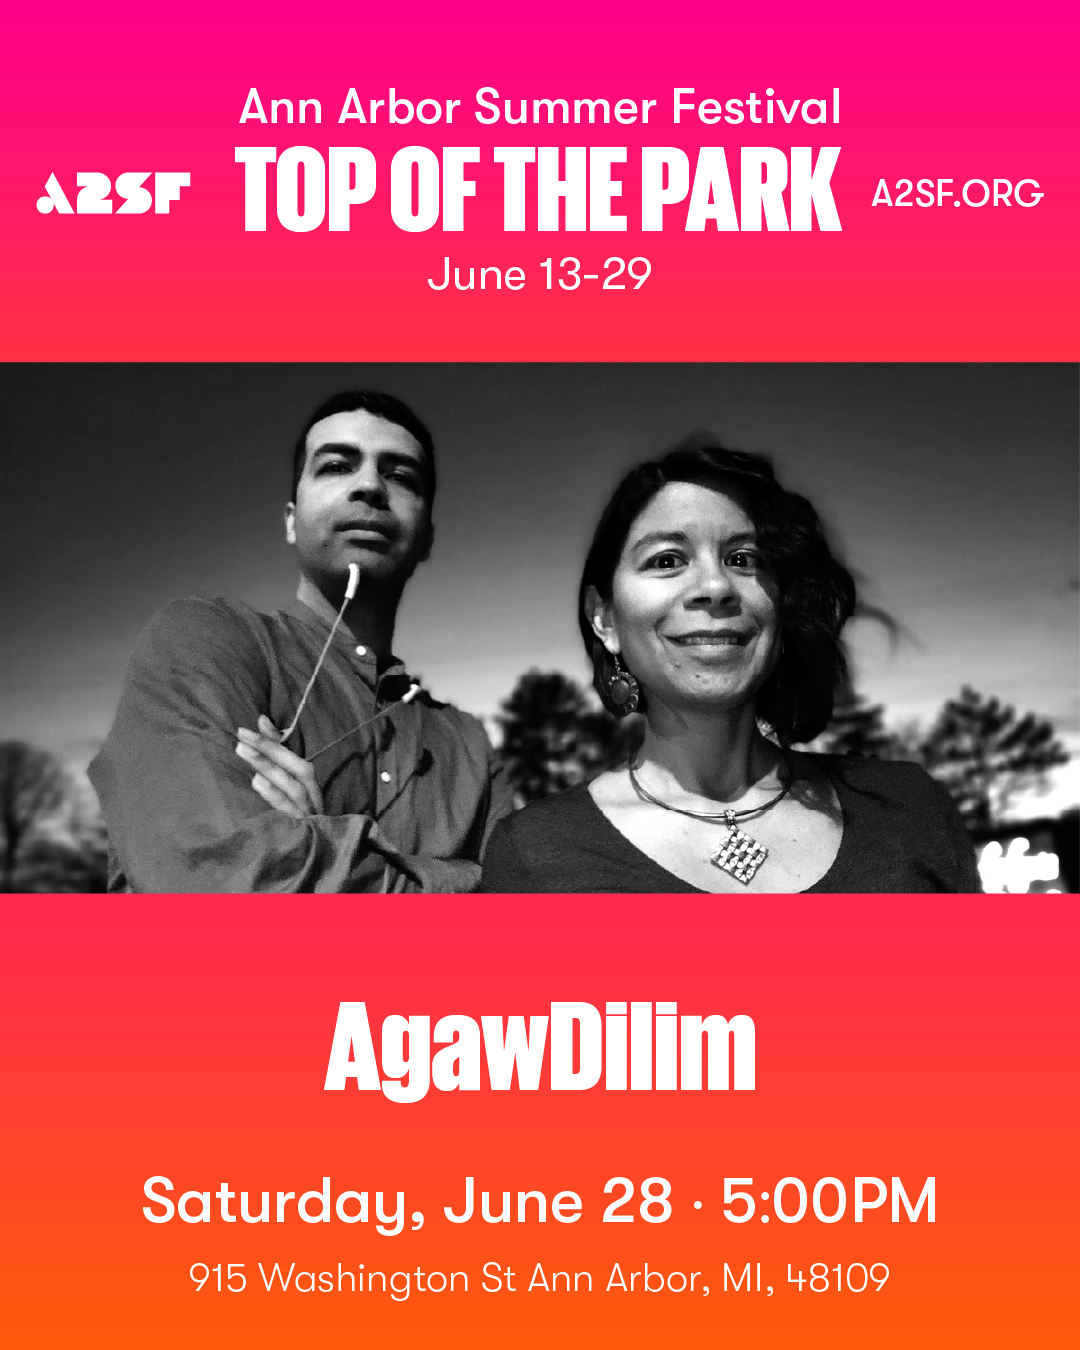 Ann Arbor Summer Festival
A2SF
TOP OF THE PARK
A2SF.ORG
June 13-29
AgawDilim
Saturday, June 28 · 5:00PM
915 Washington St Ann Arbor, MI, 48109